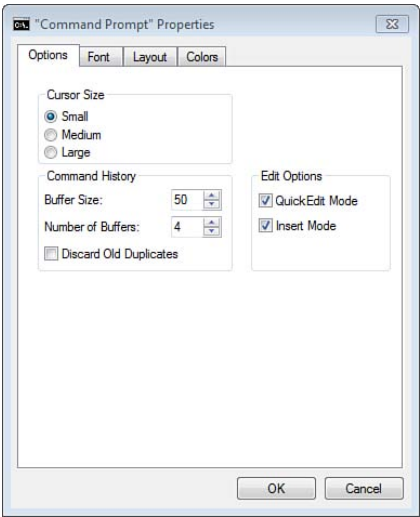 "Command Prompt" Properties
Options Font Layout Colors
Cursor Size
Small
Medium
Large
Command History
Buffer Size: 50
Number of Buffers: 4
Discard Old Duplicates
Edit Options
QuickEdit Mode
Insert Mode
OK Cancel